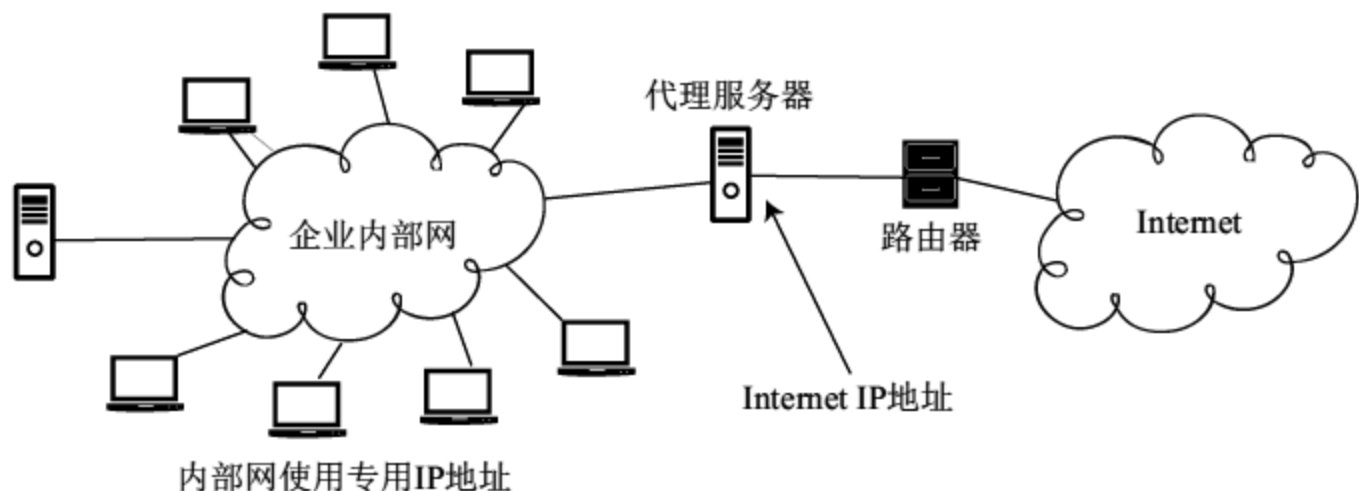 代理服务器
企业内部网
路由器
Internet
Internet IP地址
内部网使用专用IP地址